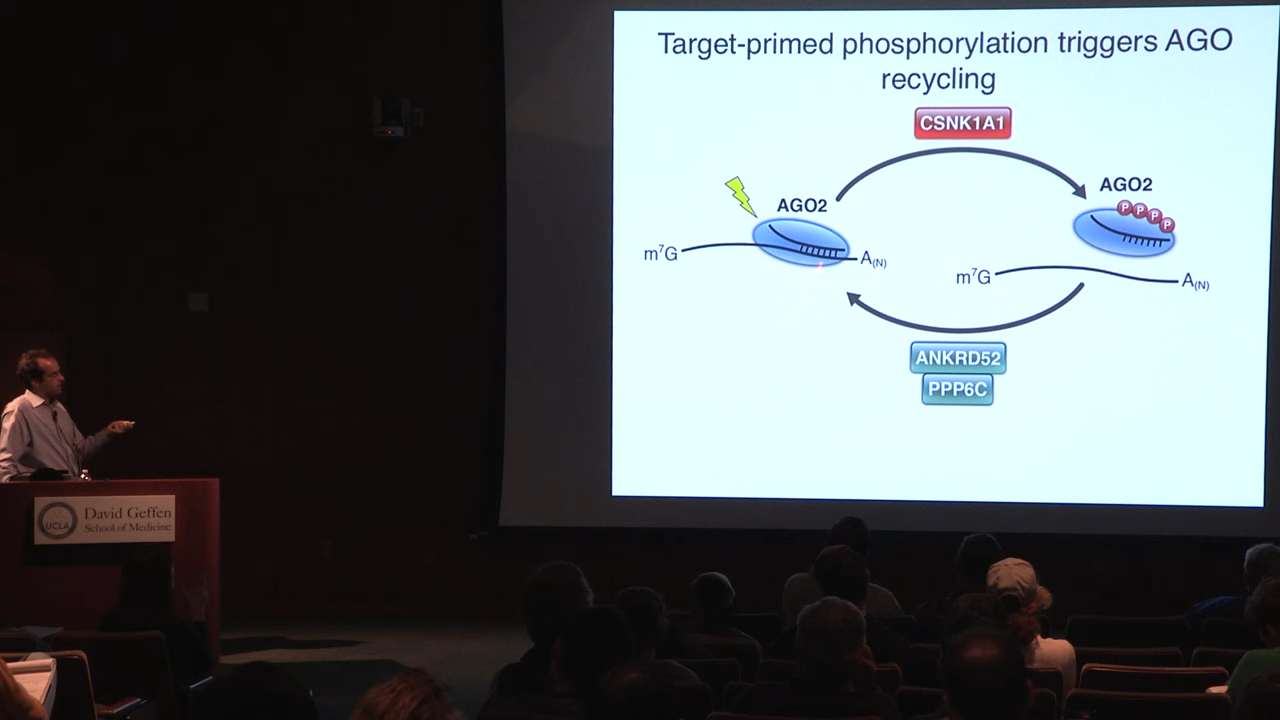 Target-primed phosphorylation triggers AGO
recycling
CSNK1A1
AGO2
m⁷G
A(N)
AGO2
P P P P
m⁷G
A(N)
ANKRD52
PPP6C
UCLA
David Geffen
School of Medicine